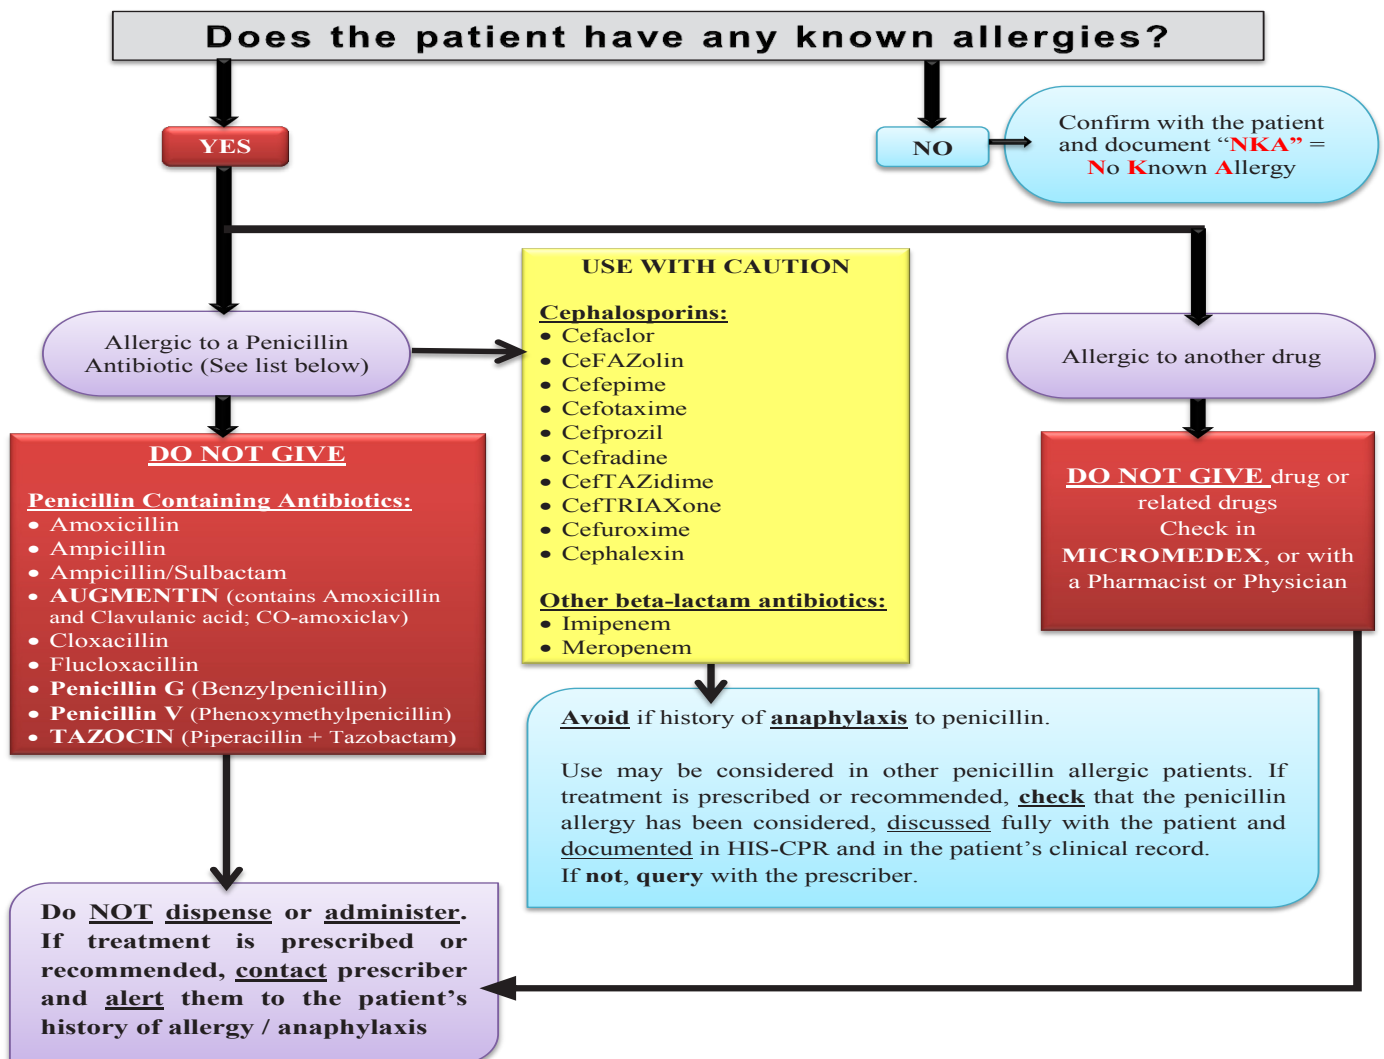 Does the patient have any known allergies?
YES
NO
Confirm with the patient
and document “NKA” =
No Known Allergy
Allergic to a Penicillin
Antibiotic (See list below)
USE WITH CAUTION
Cephalosporins:
• Cefaclor
• CeFAZolin
• Cefepime
• Cefotaxime
• Cefprozil
• Cefradine
• CefTAZidime
• CefTRIAXone
• Cefuroxime
• Cephalexin
Other beta-lactam antibiotics:
• Imipenem
• Meropenem
Allergic to another drug
DO NOT GIVE
Penicillin Containing Antibiotics:
• Amoxicillin
• Ampicillin
• Ampicillin/Sulbactam
• AUGMENTIN (contains Amoxicillin
and Clavulanic acid; CO-amoxiclav)
• Cloxacillin
• Flucloxacillin
• Penicillin G (Benzylpenicillin)
• Penicillin V (Phenoxymethylpenicillin)
• TAZOCIN (Piperacillin + Tazobactam)
DO NOT GIVE drug or
related drugs
Check in
MICROMEDEX, or with
a Pharmacist or Physician
Avoid if history of anaphylaxis to penicillin.
Use may be considered in other penicillin allergic patients. If
treatment is prescribed or recommended, check that the penicillin
allergy has been considered, discussed fully with the patient and
documented in HIS-CPR and in the patient’s clinical record.
If not, query with the prescriber.
Do NOT dispense or administer.
If treatment is prescribed or
recommended, contact prescriber
and alert them to the patient’s
history of allergy / anaphylaxis